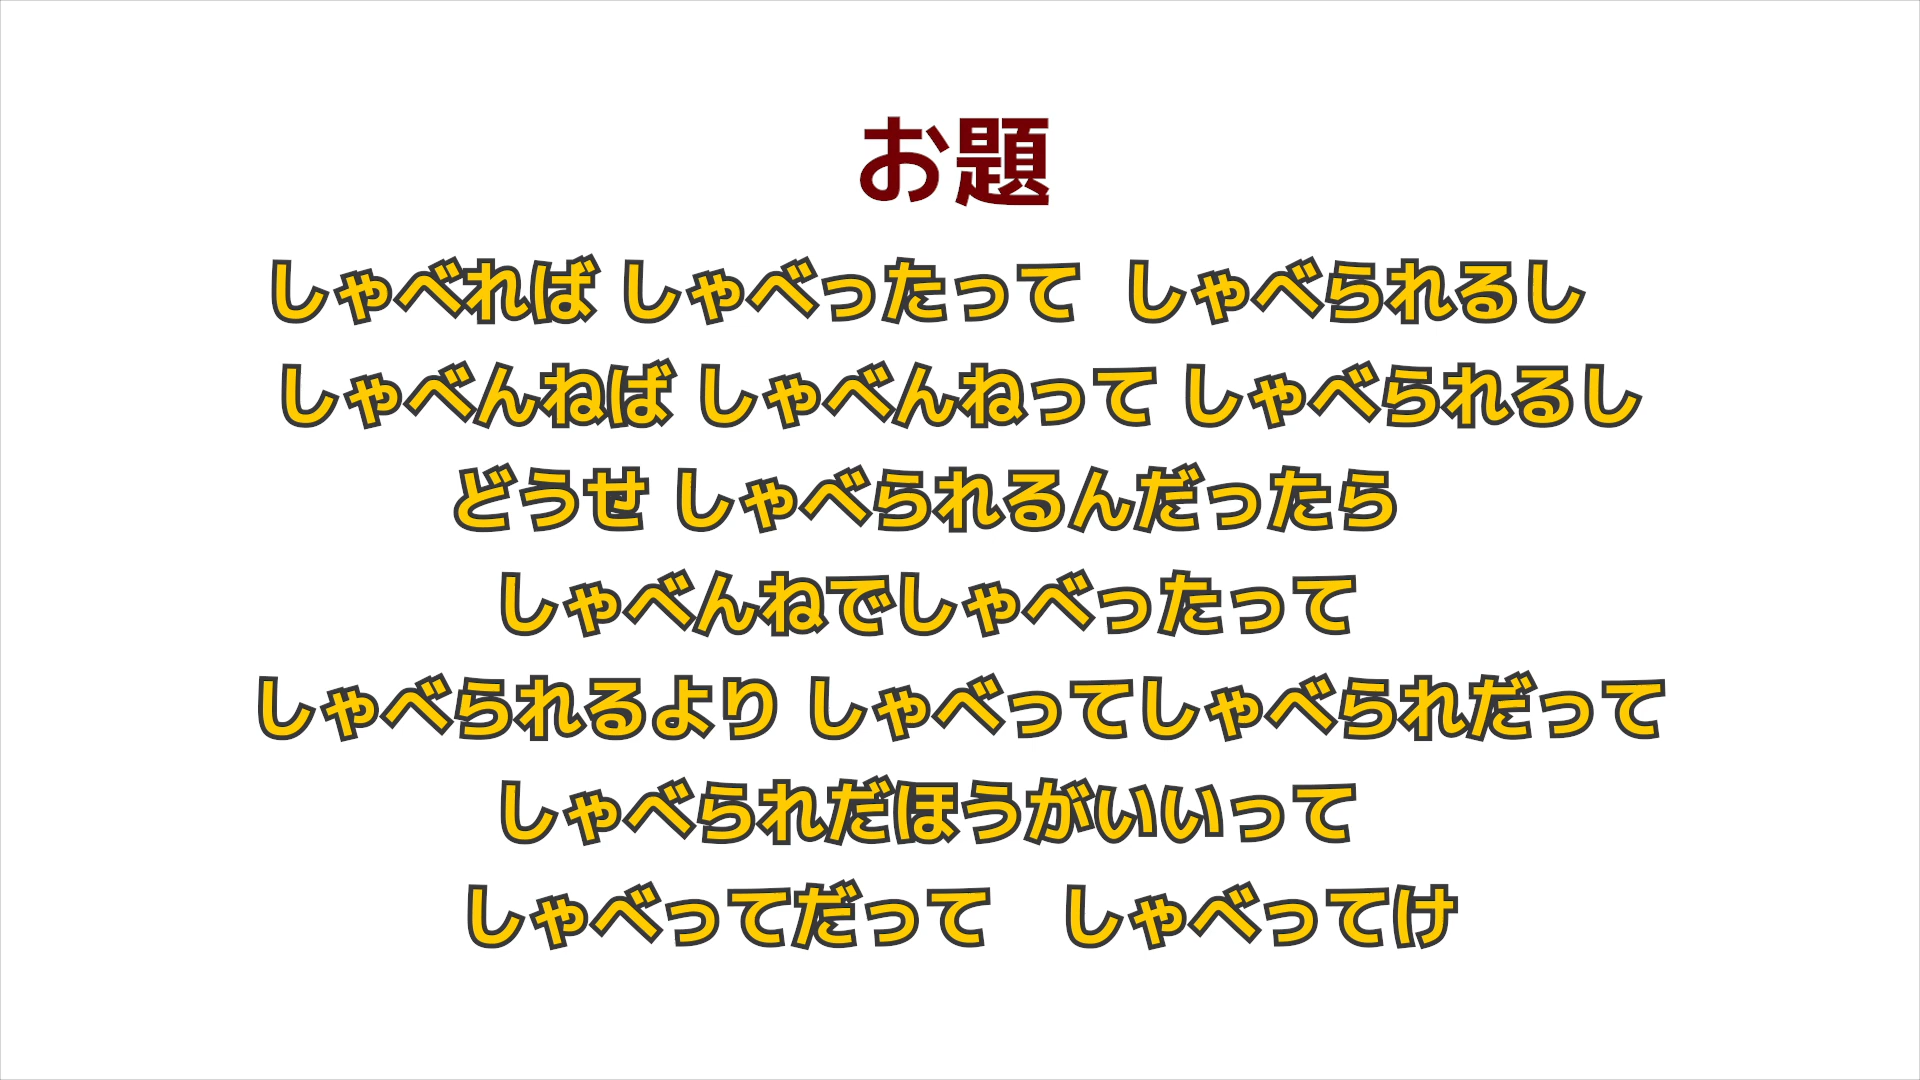 お題
しゃべれば しゃべったって しゃべられるし
しゃべんねば しゃべんねって しゃべられるし
どうせ しゃべられるんだったら
しゃべんねでしゃべったって
しゃべられるより しゃべってしゃべられだって
しゃべられだほうがいいって
しゃべってだって　しゃべってけ